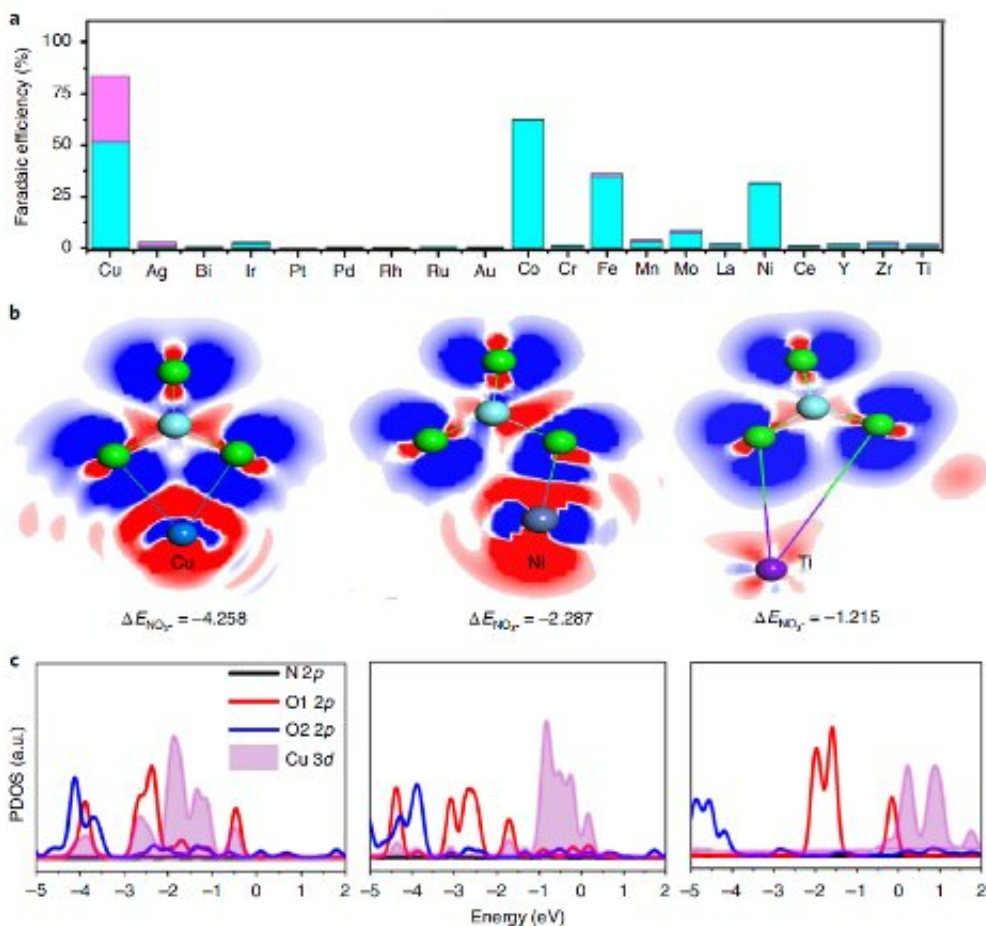 a
Faradaic efficiency (%)
100
75
50
25
0
Cu Ag Bi Ir Pt Pd Rh Ru Au Co Cr Fe Mn Mo La Ni Ce Y Zr Ti
b
Cu Ni Ti
ΔE_NO₃⁻ = −4.258 ΔE_NO₃⁻ = −2.287 ΔE_NO₃⁻ = −1.215
c
N 2p
O1 2p
O2 2p
Cu 3d
PDOS (a.u.)
−5 −4 −3 −2 −1 0 1 2 −5 −4 −3 −2 −1 0 1 2 −5 −4 −3 −2 −1 0 1 2
Energy (eV)